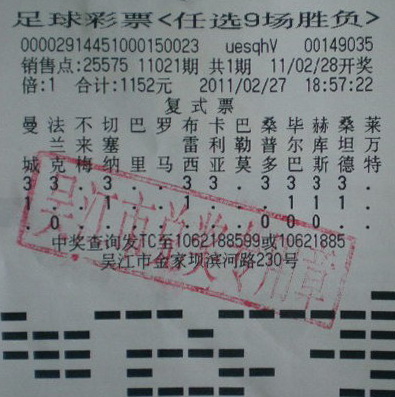 足球彩票<任选9场胜负>
00002914451000150023 uesqhV 00149035
销售点:25575 11021期 共1期 11/02/28开奖
倍:1 合计:1152元 2011/02/27 18:57:22
复式票
曼法不切巴罗布卡巴桑毕赫桑莱
兰来塞 雷利勒普尔库坦万
城克梅纳里马西亚莫多巴斯德特
中奖查询发TC至1062188599或10621885
吴江市金家坝滨河路230号